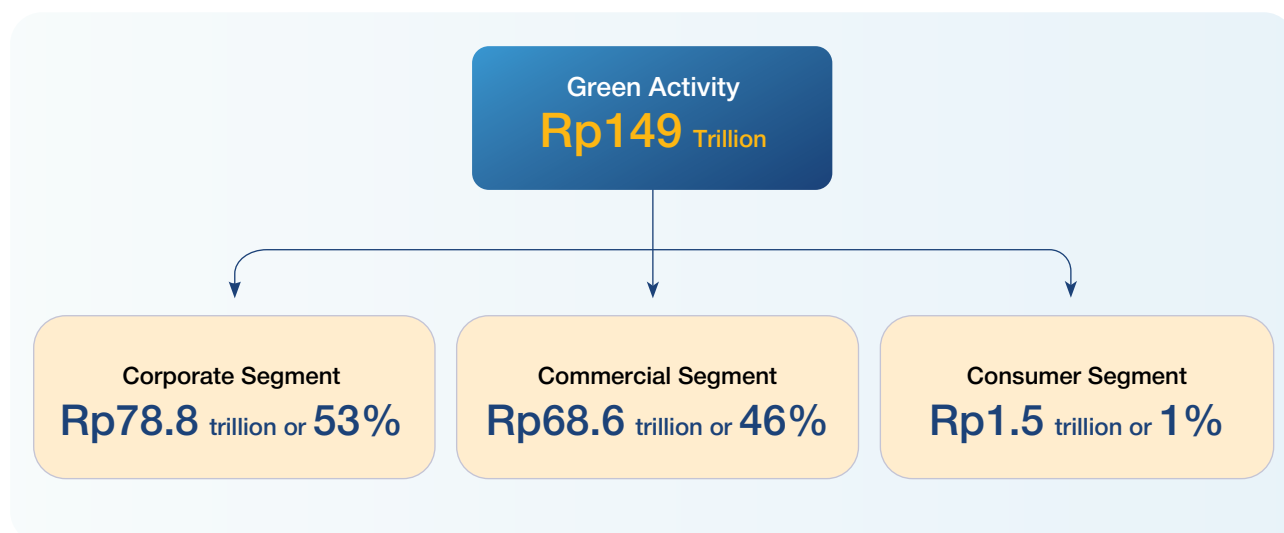 Green Activity
Rp149 Trillion
Corporate Segment
Rp78.8 trillion or 53%
Commercial Segment
Rp68.6 trillion or 46%
Consumer Segment
Rp1.5 trillion or 1%